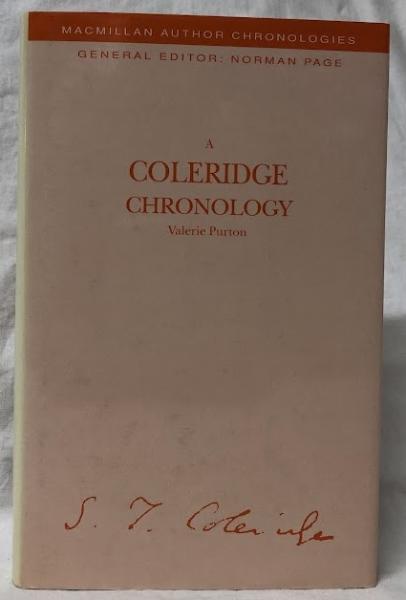 MACMILLAN AUTHOR CHRONOLOGIES
GENERAL EDITOR: NORMAN PAGE
A
COLERIDGE
CHRONOLOGY
Valerie Purton
S. T. Coleridge